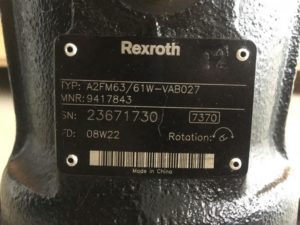 Rexroth
TYP: A2FM63/61W-VAB027
MNR: 9417843
SN: 23671730 7370
FD: 08W22 Rotation:
Made in China